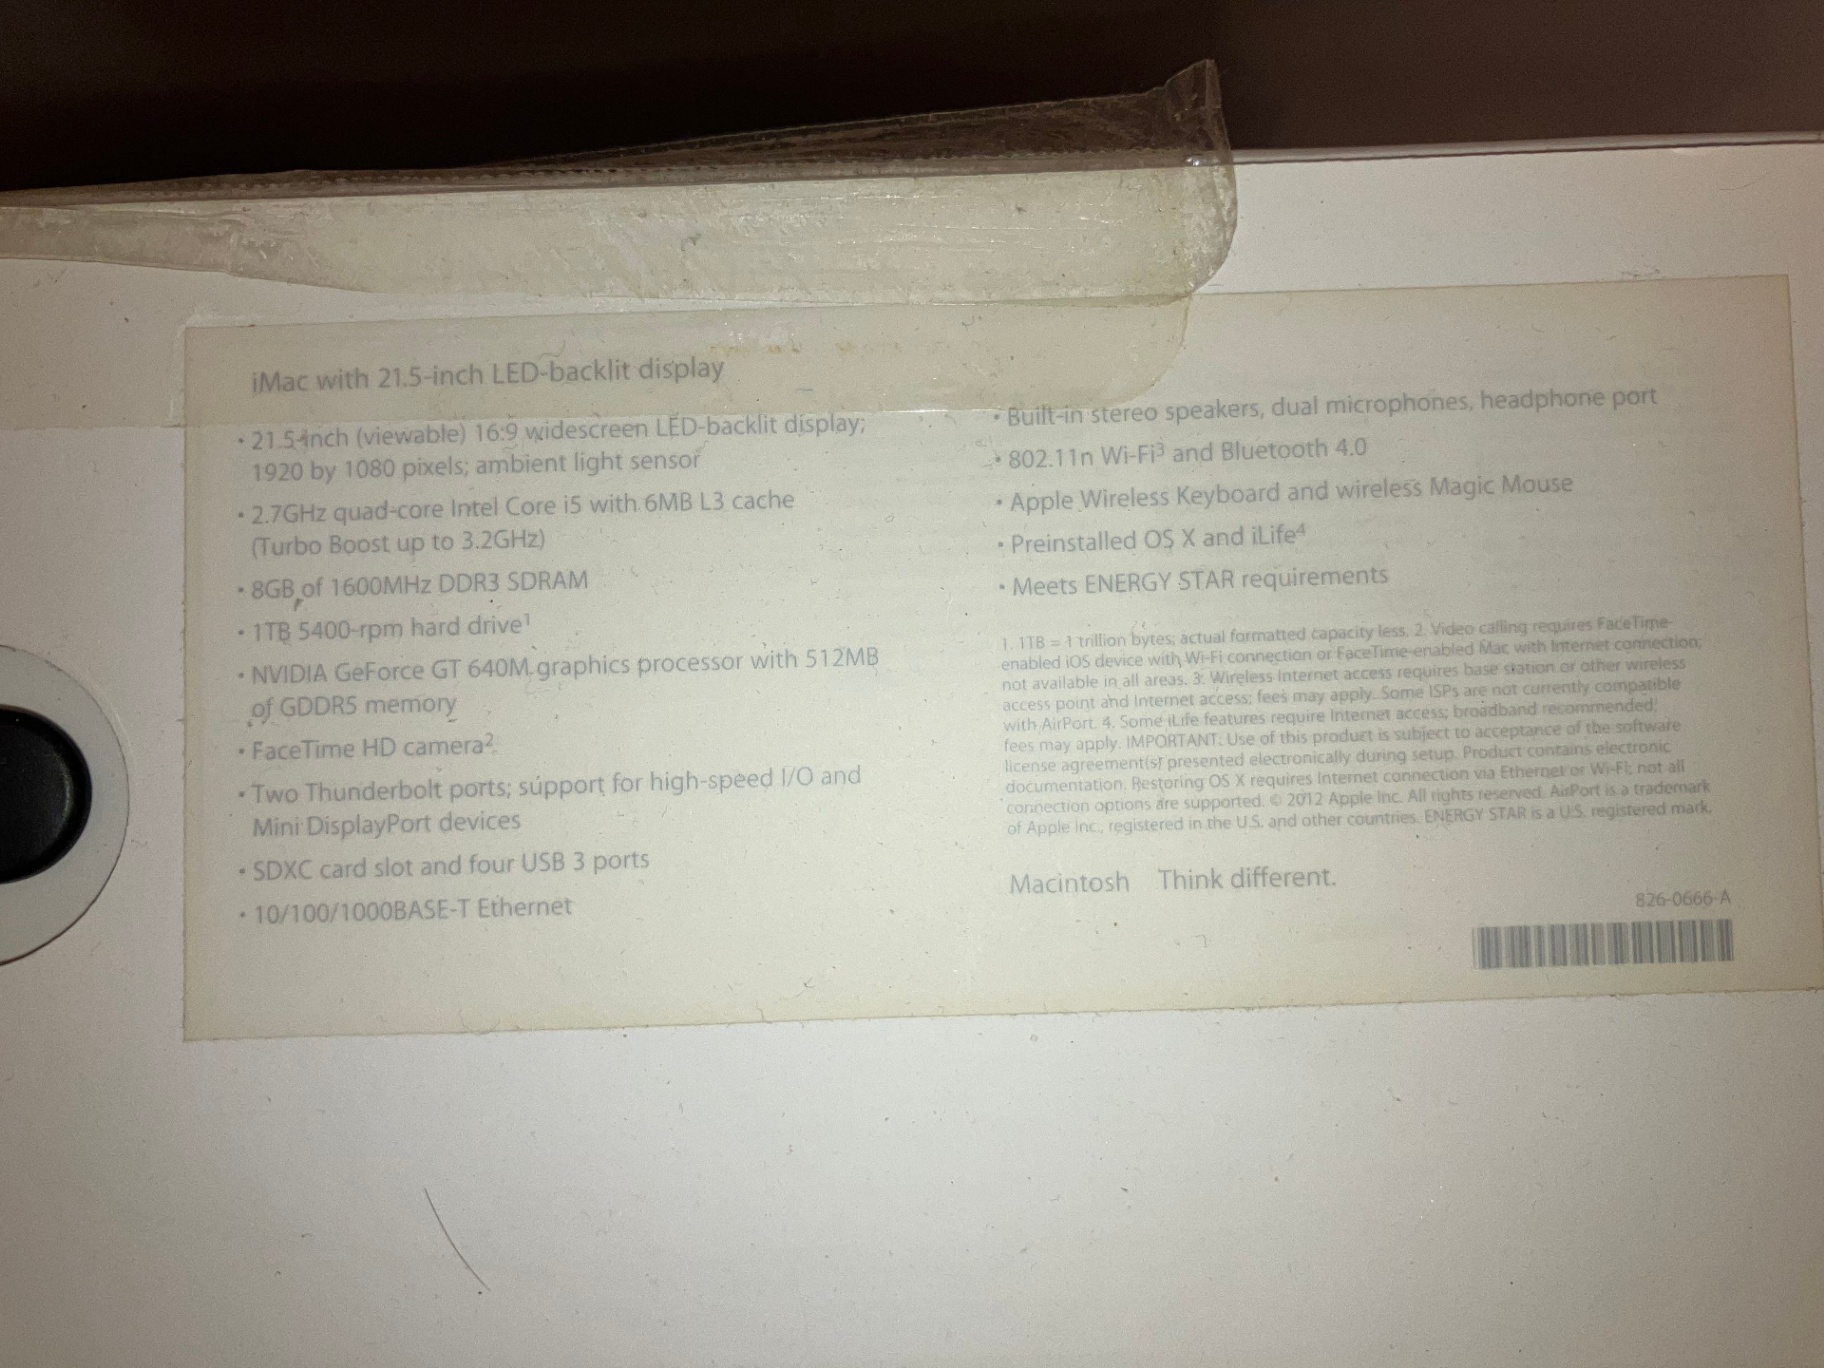 iMac with 21.5-inch LED-backlit display
• 21.5-inch (viewable) 16:9 widescreen LED-backlit display;
1920 by 1080 pixels; ambient light sensor
• 2.7GHz quad-core Intel Core i5 with 6MB L3 cache
(Turbo Boost up to 3.2GHz)
• 8GB of 1600MHz DDR3 SDRAM
• 1TB 5400-rpm hard drive¹
• NVIDIA GeForce GT 640M graphics processor with 512MB
of GDDR5 memory
• FaceTime HD camera²
• Two Thunderbolt ports; support for high-speed I/O and
Mini DisplayPort devices
• SDXC card slot and four USB 3 ports
• 10/100/1000BASE-T Ethernet
• Built-in stereo speakers, dual microphones, headphone port
• 802.11n Wi-Fi³ and Bluetooth 4.0
• Apple Wireless Keyboard and wireless Magic Mouse
• Preinstalled OS X and iLife⁴
• Meets ENERGY STAR requirements
1. 1TB = 1 trillion bytes; actual formatted capacity less. 2. Video calling requires FaceTime-
enabled iOS device with Wi-Fi connection or FaceTime-enabled Mac with Internet connection;
not available in all areas. 3. Wireless Internet access requires base station or other wireless
access point and Internet access; fees may apply. Some ISPs are not currently compatible
with AirPort. 4. Some iLife features require Internet access; broadband recommended;
fees may apply. IMPORTANT: Use of this product is subject to acceptance of the software
license agreement(s) presented electronically during setup. Product contains electronic
documentation. Restoring OS X requires Internet connection via Ethernet or Wi-Fi; not all
connection options are supported. © 2012 Apple Inc. All rights reserved. AirPort is a trademark
of Apple Inc., registered in the U.S. and other countries. ENERGY STAR is a U.S. registered mark.
Macintosh Think different.
826-0666-A